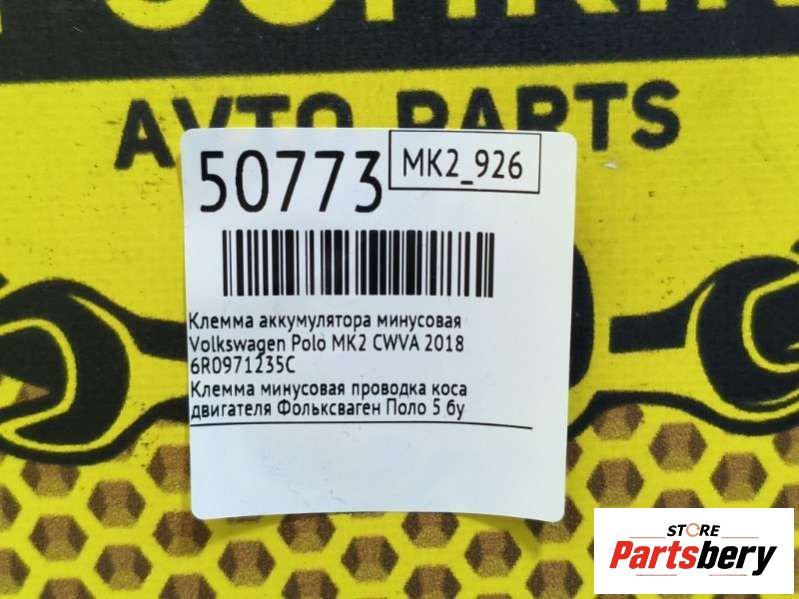 AVTO PARTS
50773
MK2_926
Клемма аккумулятора минусовая
Volkswagen Polo MK2 CWVA 2018
6R0971235C
Клемма минусовая проводка коса
двигателя Фольксваген Поло 5 бу
STORE
Partsbery